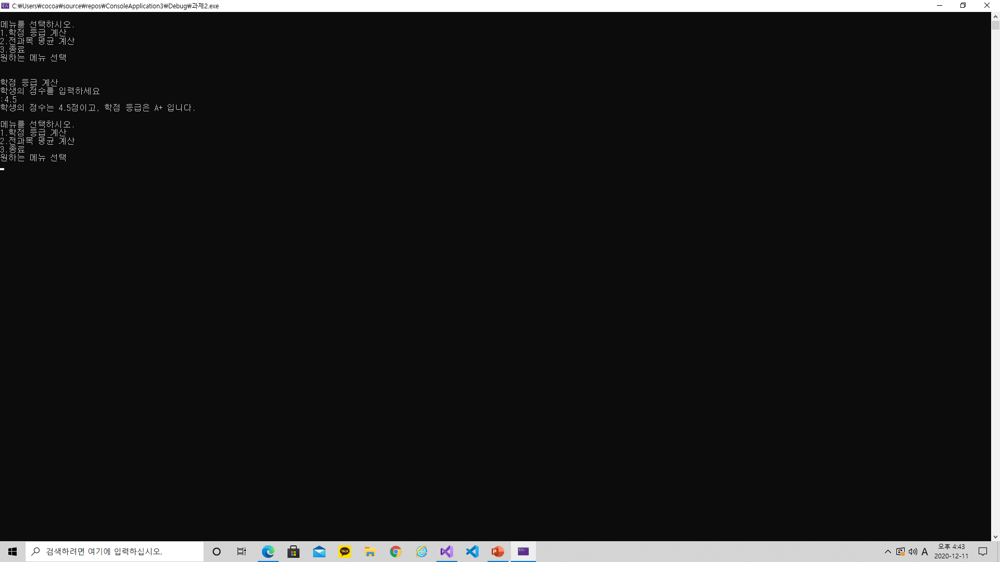 C:₩Users₩cocoa₩source₩repos₩ConsoleApplication3₩Debug₩과제2.exe
메뉴를 선택하시오.
1.학점 등급 계산
2.전과목 평균 계산
3.종료
원하는 메뉴 선택
학점 등급 계산
학생의 점수를 입력하세요
:4.5
학생의 점수는 4.5점이고, 학점 등급은 A+ 입니다.
메뉴를 선택하시오.
1.학점 등급 계산
2.전과목 평균 계산
3.종료
원하는 메뉴 선택
검색하려면 여기에 입력하십시오.
TALK
A
오후 4:43
2020-12-11